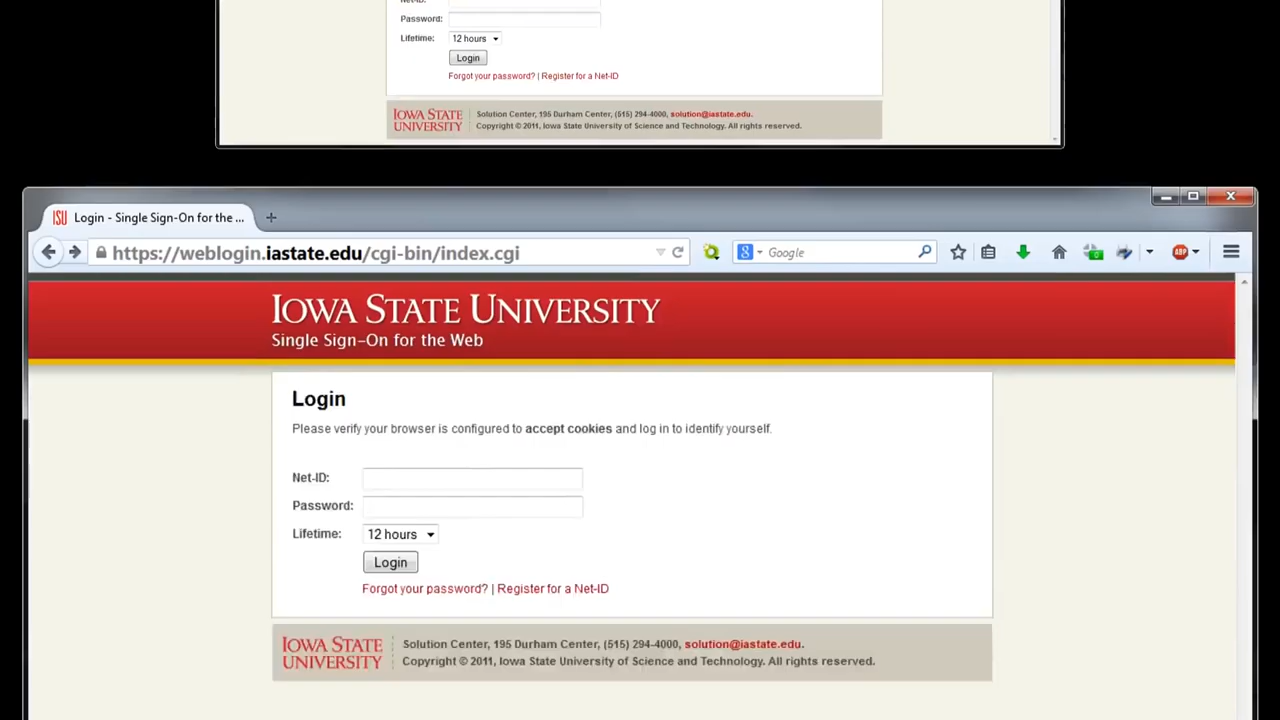 Password:
Lifetime: 12 hours
Login
Forgot your password? | Register for a Net-ID
IOWA STATE UNIVERSITY
Solution Center, 195 Durham Center, (515) 294-4000, solution@iastate.edu.
Copyright © 2011, Iowa State University of Science and Technology. All rights reserved.
ISU Login - Single Sign-On for the ...
https://weblogin.iastate.edu/cgi-bin/index.cgi
Google
ABP
IOWA STATE UNIVERSITY
Single Sign-On for the Web
Login
Please verify your browser is configured to accept cookies and log in to identify yourself.
Net-ID:
Password:
Lifetime: 12 hours
Login
Forgot your password? | Register for a Net-ID
IOWA STATE
UNIVERSITY
Solution Center, 195 Durham Center, (515) 294-4000, solution@iastate.edu.
Copyright © 2011, Iowa State University of Science and Technology. All rights reserved.